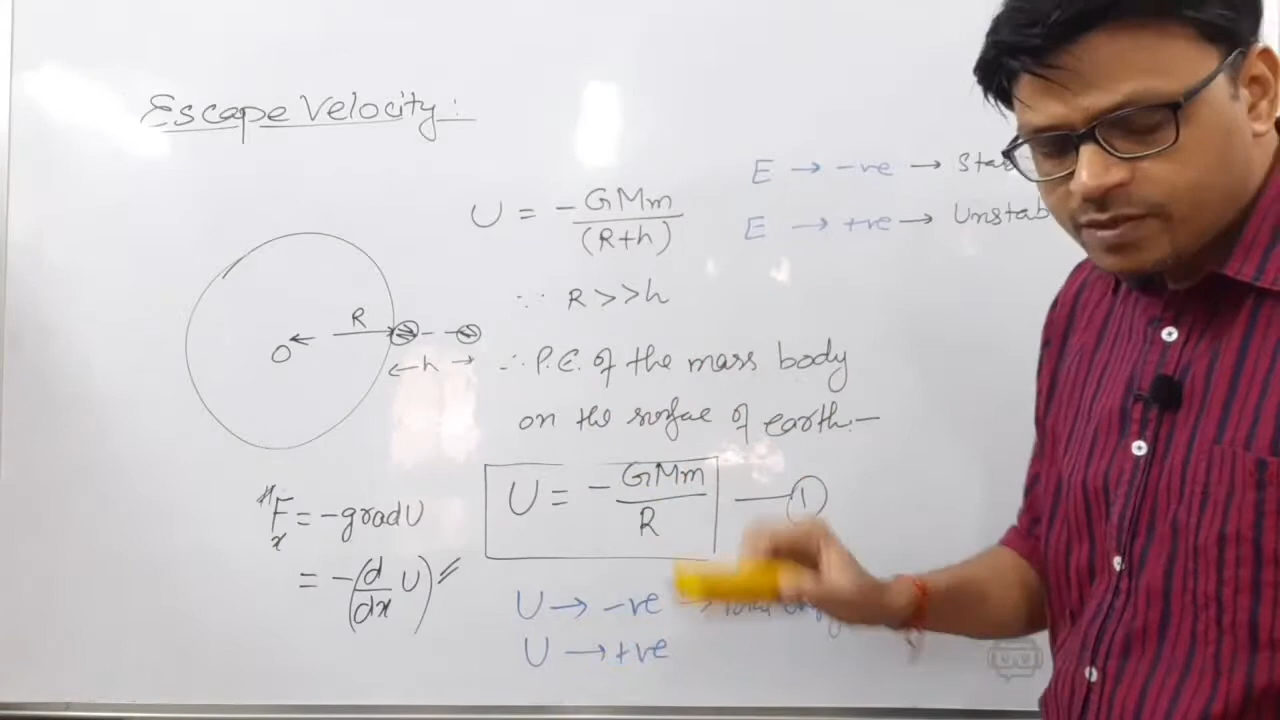 Escape Velocity:
E → -ve → Sta
E → +ve → Unstab
U = -GMm/(R+h)
∵ R >> h
R
O
h
∴ P.E. of the mass body
on the surface of earth:-
U = -GMm/R —①
# Fx = -grad U
= -(d/dx U)
U → -ve →
U → +ve